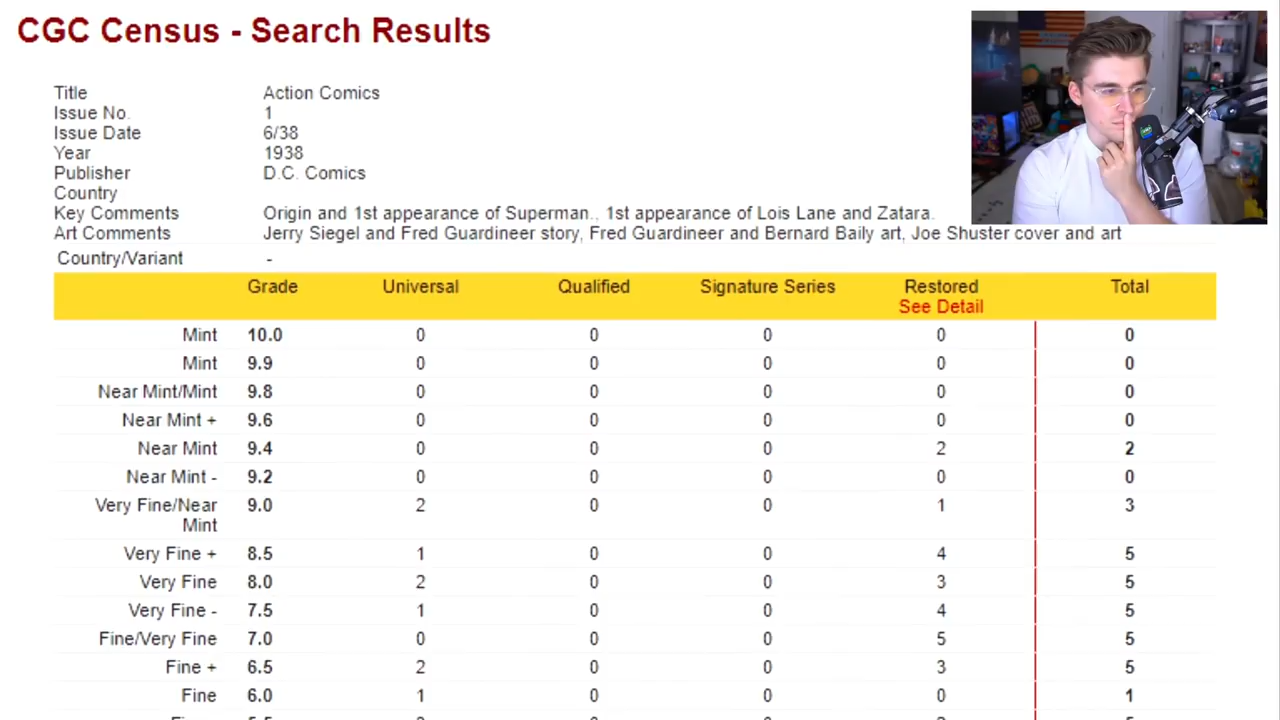 CGC Census - Search Results
Title Action Comics
Issue No. 1
Issue Date 6/38
Year 1938
Publisher D.C. Comics
Country
Key Comments Origin and 1st appearance of Superman., 1st appearance of Lois Lane and Zatara.
Art Comments Jerry Siegel and Fred Guardineer story, Fred Guardineer and Bernard Baily art, Joe Shuster cover and art
Country/Variant -
Grade Universal Qualified Signature Series Restored Total
See Detail
Mint 10.0 0 0 0 0 0
Mint 9.9 0 0 0 0 0
Near Mint/Mint 9.8 0 0 0 0 0
Near Mint + 9.6 0 0 0 0 0
Near Mint 9.4 0 0 0 2 2
Near Mint - 9.2 0 0 0 0 0
Very Fine/Near 9.0 2 0 0 1 3
Mint
Very Fine + 8.5 1 0 0 4 5
Very Fine 8.0 2 0 0 3 5
Very Fine - 7.5 1 0 0 4 5
Fine/Very Fine 7.0 0 0 0 5 5
Fine + 6.5 2 0 0 3 5
Fine 6.0 1 0 0 0 1